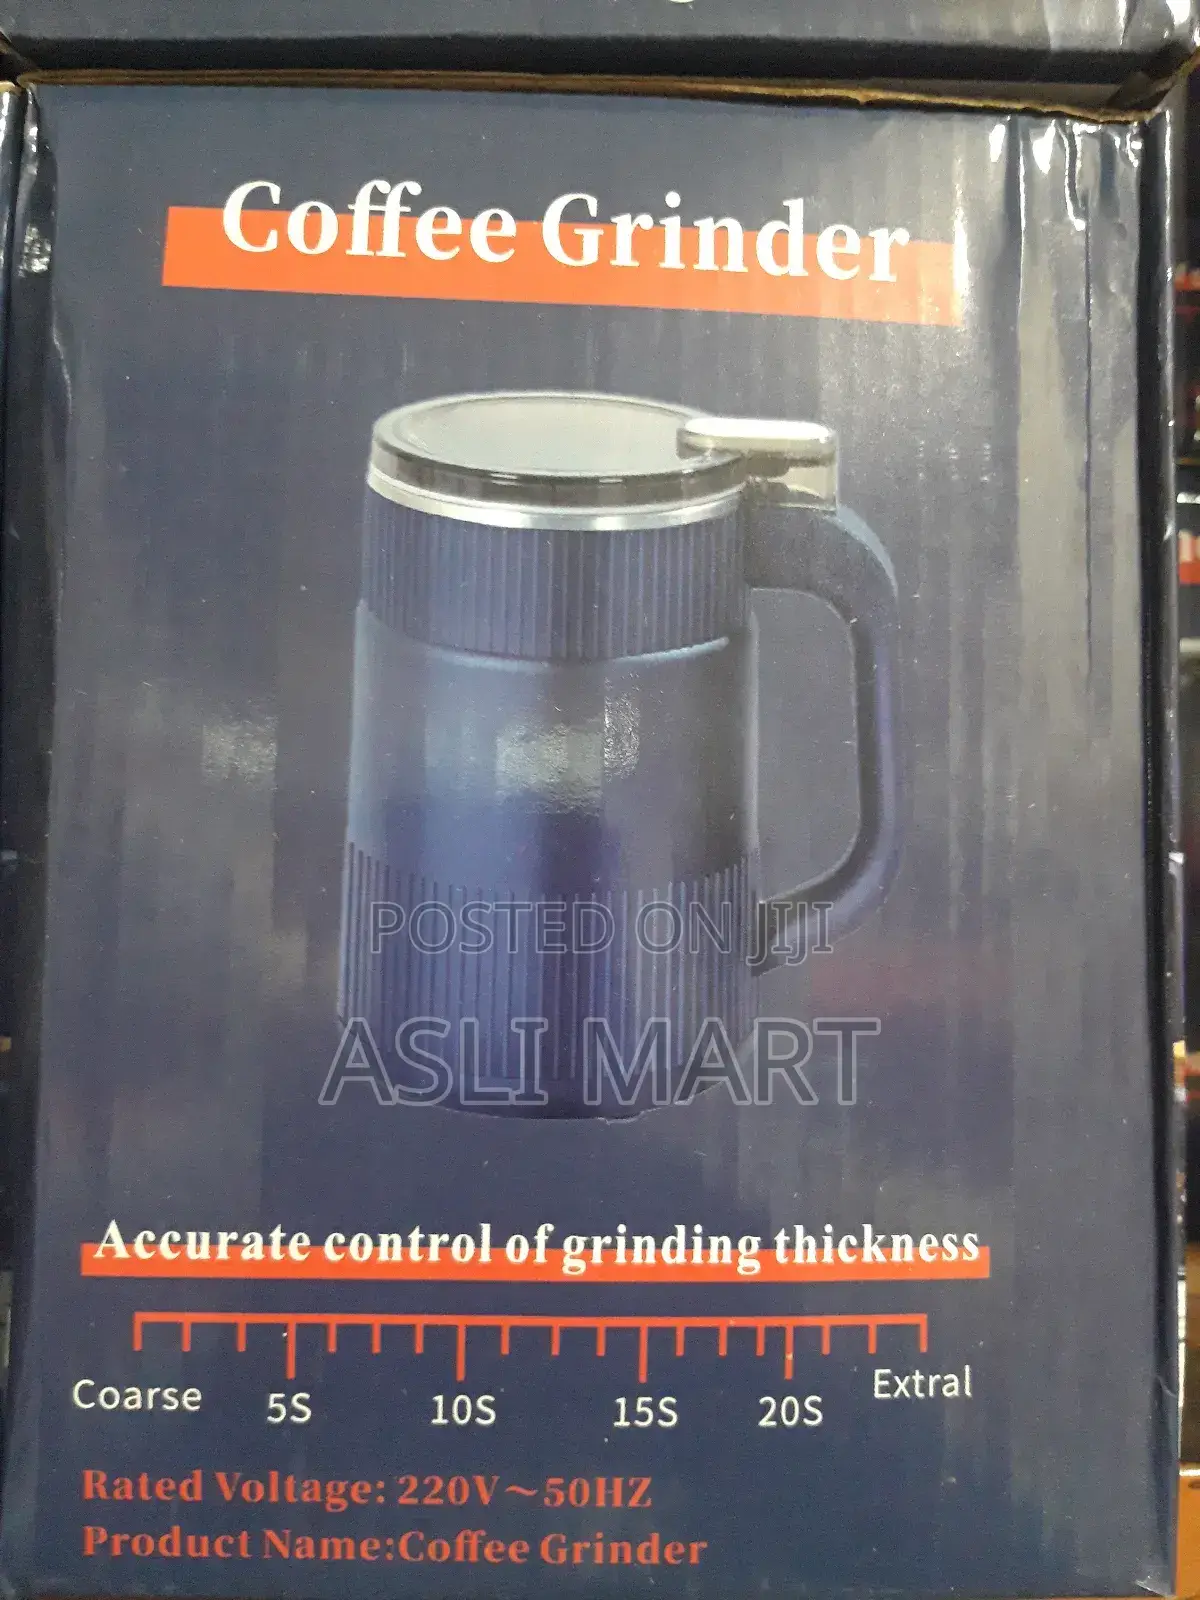 Coffee Grinder
POSTED ON JIJI
ASLI MART
Accurate control of grinding thickness
Coarse 5S 10S 15S 20S Extral
Rated Voltage: 220V～50HZ
Product Name:Coffee Grinder